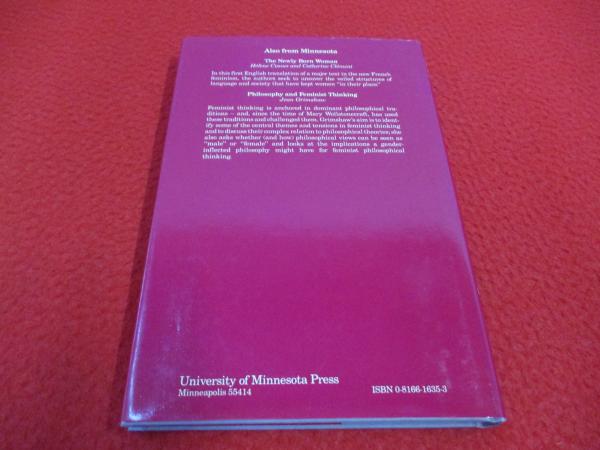 Also from Minnesota
The Newly Born Woman
Hélène Cixous and Catherine Clément
In this first English translation of a major text in the new French
feminism, the authors seek to uncover the veiled structures of
language and society that have kept women "in their place."
Philosophy and Feminist Thinking
Jean Grimshaw
Feminist thinking is anchored in dominant philosophical tra-
ditions – and, since the time of Mary Wollstonecraft, has used
these traditions and challenged them. Grimshaw's aim is to ident-
ify some of the central themes and tensions in feminist thinking
and to discuss their complex relation to philosophical theories; she
also asks whether (and how) philosophical views can be seen as
"male" or "female" and looks at the implications a gender-
inflected philosophy might have for feminist philosophical
thinking.
University of Minnesota Press
Minneapolis 55414
ISBN 0-8166-1635-3